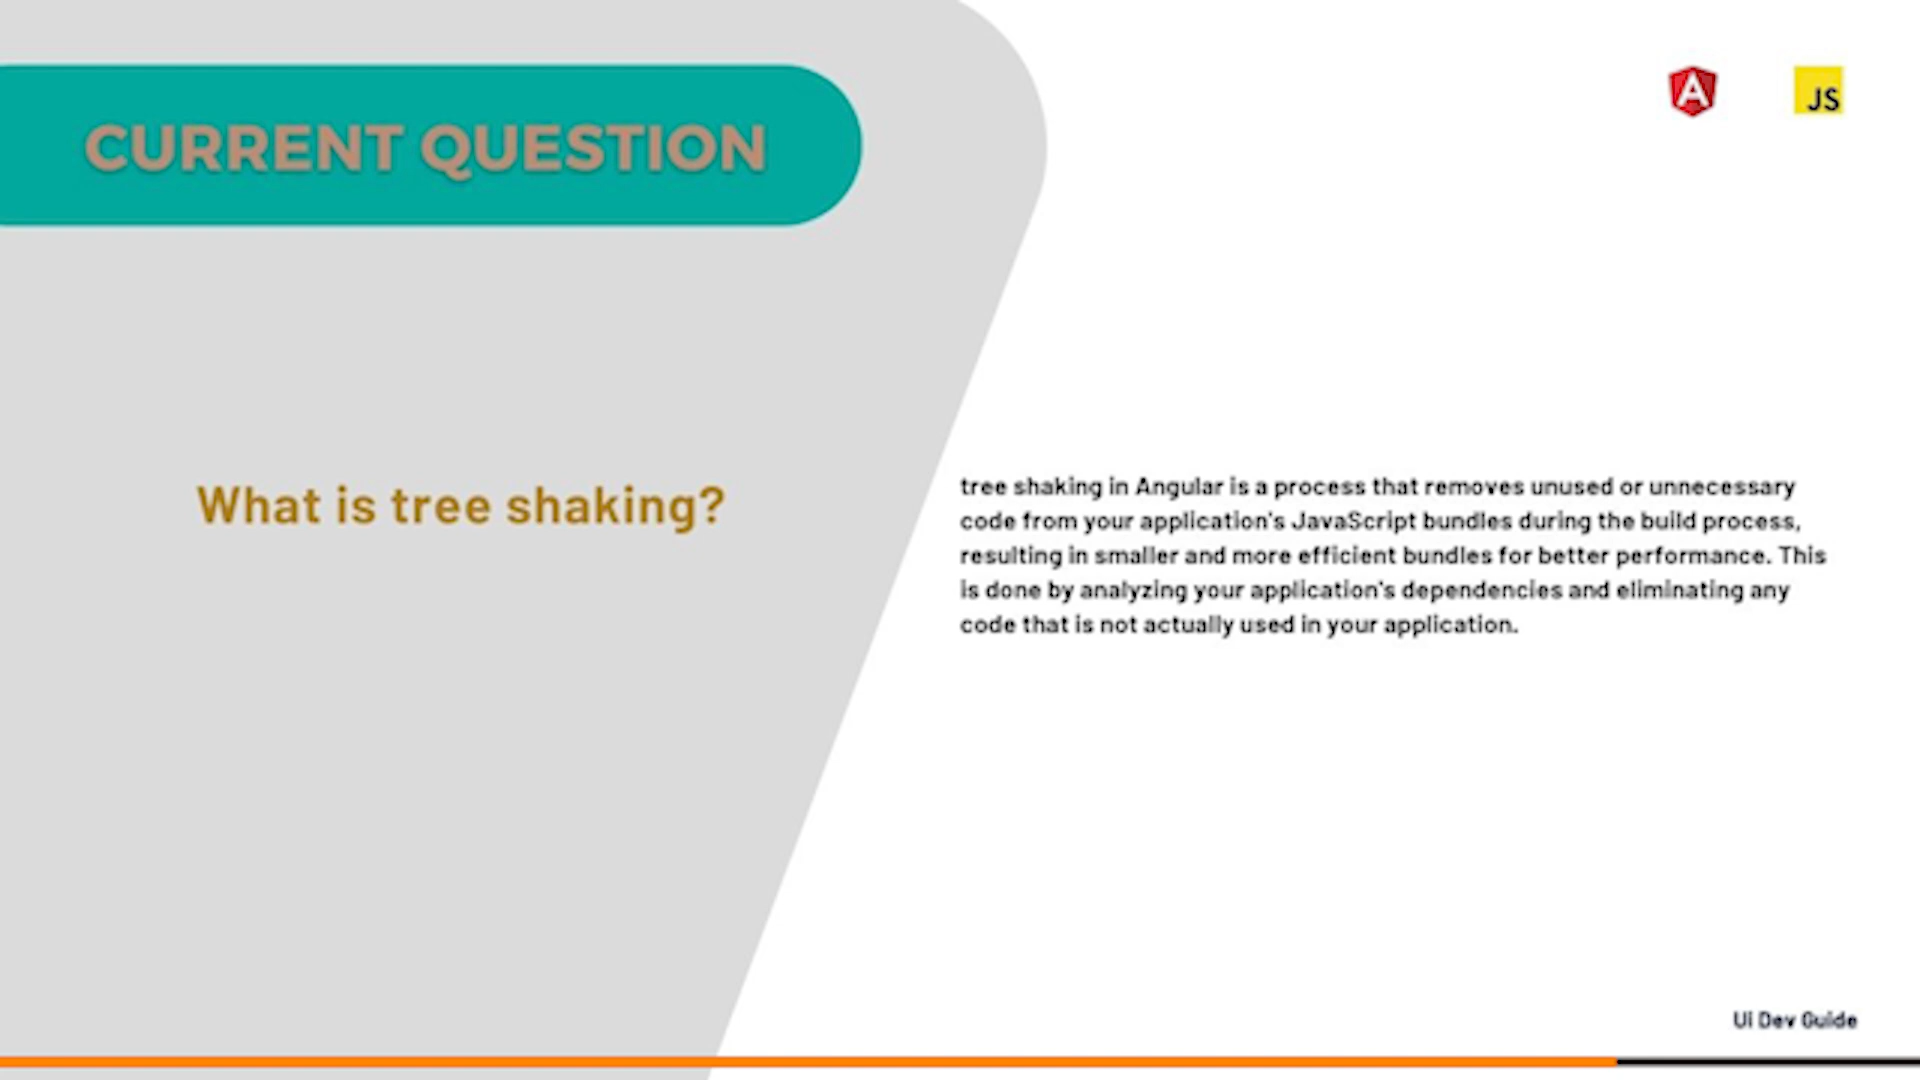 CURRENT QUESTION
A
JS
What is tree shaking?
tree shaking in Angular is a process that removes unused or unnecessary
code from your application's JavaScript bundles during the build process,
resulting in smaller and more efficient bundles for better performance. This
is done by analyzing your application's dependencies and eliminating any
code that is not actually used in your application.
Ui Dev Guide